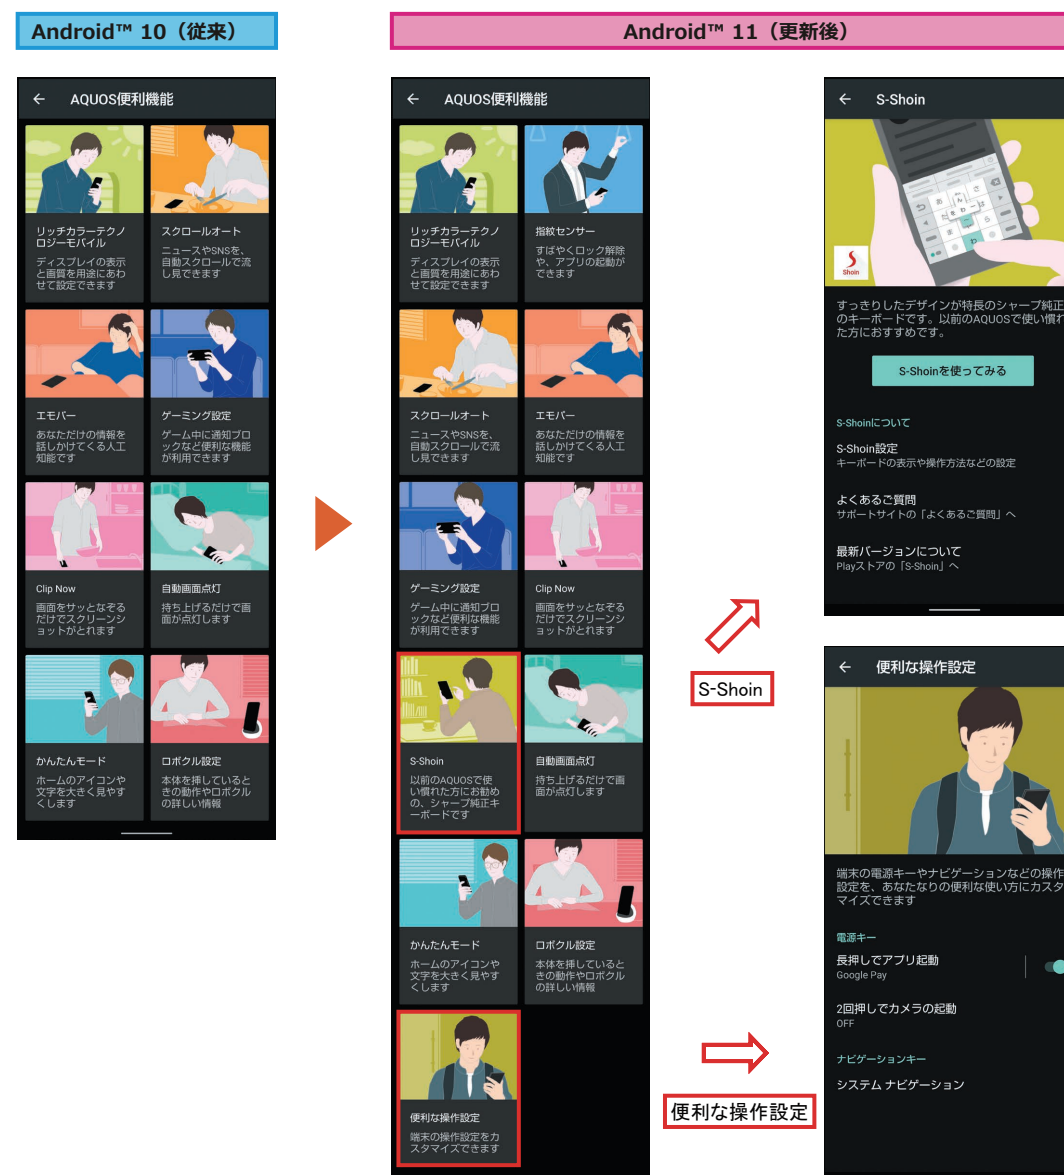 Android™ 10（従来）
Android™ 11（更新後）
← AQUOS便利機能
リッチカラーテクノ
ロジーモバイル
ディスプレイの表示
と画質を用途にあわ
せて設定できます
スクロールオート
ニュースやSNSを、
自動スクロールで流
し見できます
エモパー
あなただけの情報を
話しかけてくる人工
知能です
ゲーミング設定
ゲーム中に通知ブロ
ックなど便利な機能
が利用できます
Clip Now
画面をサッとなぞる
だけでスクリーンシ
ョットがとれます
自動画面点灯
持ち上げるだけで画
面が点灯します
かんたんモード
ホームのアイコンや
文字を大きく見やす
くします
ロボクル設定
本体を挿していると
きの動作やロボクル
の詳しい情報
← AQUOS便利機能
リッチカラーテクノ
ロジーモバイル
ディスプレイの表示
と画質を用途にあわ
せて設定できます
指紋センサー
すばやくロック解除
や、アプリの起動が
できます
スクロールオート
ニュースやSNSを、
自動スクロールで流
し見できます
エモパー
あなただけの情報を
話しかけてくる人工
知能です
ゲーミング設定
ゲーム中に通知ブロ
ックなど便利な機能
が利用できます
Clip Now
画面をサッとなぞる
だけでスクリーンシ
ョットがとれます
S-Shoin
以前のAQUOSで使
い慣れた方にお勧め
の、シャープ純正キ
ーボードです
自動画面点灯
持ち上げるだけで画
面が点灯します
かんたんモード
ホームのアイコンや
文字を大きく見やす
くします
ロボクル設定
本体を挿していると
きの動作やロボクル
の詳しい情報
便利な操作設定
端末の操作設定をカ
スタマイズできます
S-Shoin
便利な操作設定
← S-Shoin
Shoin
すっきりしたデザインが特長のシャープ純正
のキーボードです。以前のAQUOSで使い慣れ
た方におすすめです。
S-Shoinを使ってみる
S-Shoinについて
S-Shoin設定
キーボードの表示や操作方法などの設定
よくあるご質問
サポートサイトの「よくあるご質問」へ
最新バージョンについて
Playストアの「S-Shoin」へ
← 便利な操作設定
端末の電源キーやナビゲーションなどの操作
設定を、あなたなりの便利な使い方にカスタ
マイズできます
電源キー
長押しでアプリ起動
Google Pay
2回押しでカメラの起動
OFF
ナビゲーションキー
システム ナビゲーション